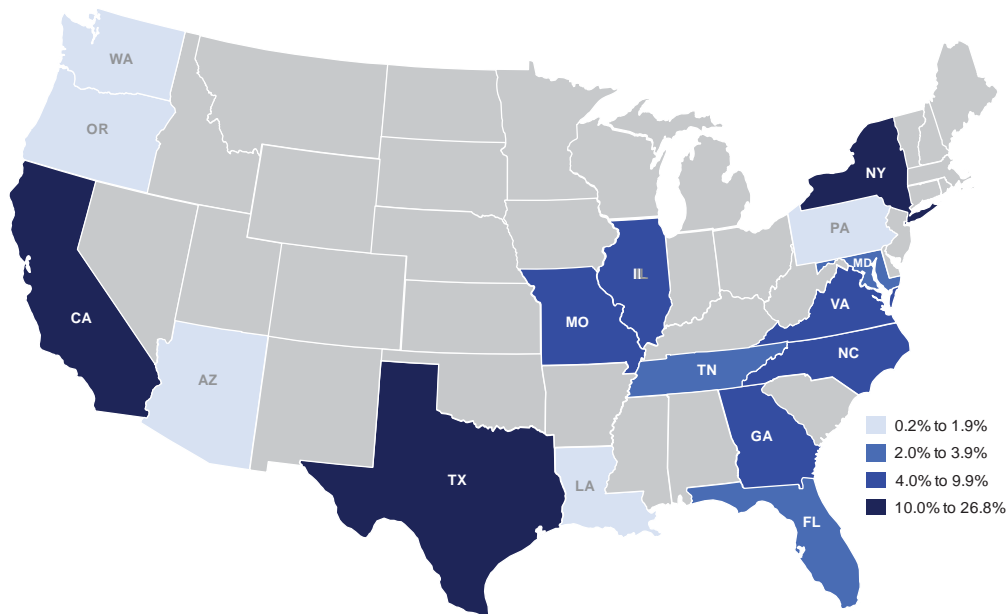 WA
OR
NY
PA
MD
IL
CA
MO
VA
NC
TN
AZ
GA
TX
LA
FL
0.2% to 1.9%
2.0% to 3.9%
4.0% to 9.9%
10.0% to 26.8%